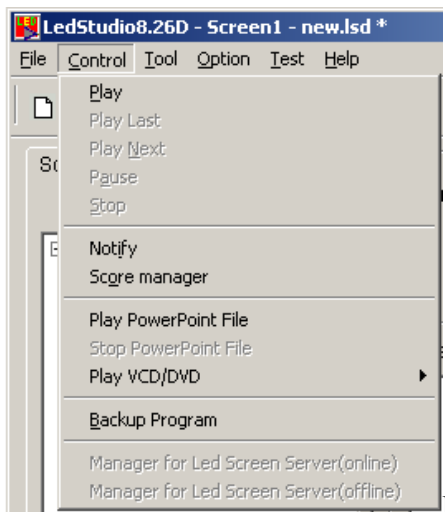 LedStudio8.26D - Screen1 - new.lsd *
File Control Tool Option Test Help
Play
Play Last
Play Next
Pause
Stop
Notify
Score manager
Play PowerPoint File
Stop PowerPoint File
Play VCD/DVD
Backup Program
Manager for Led Screen Server(online)
Manager for Led Screen Server(offline)